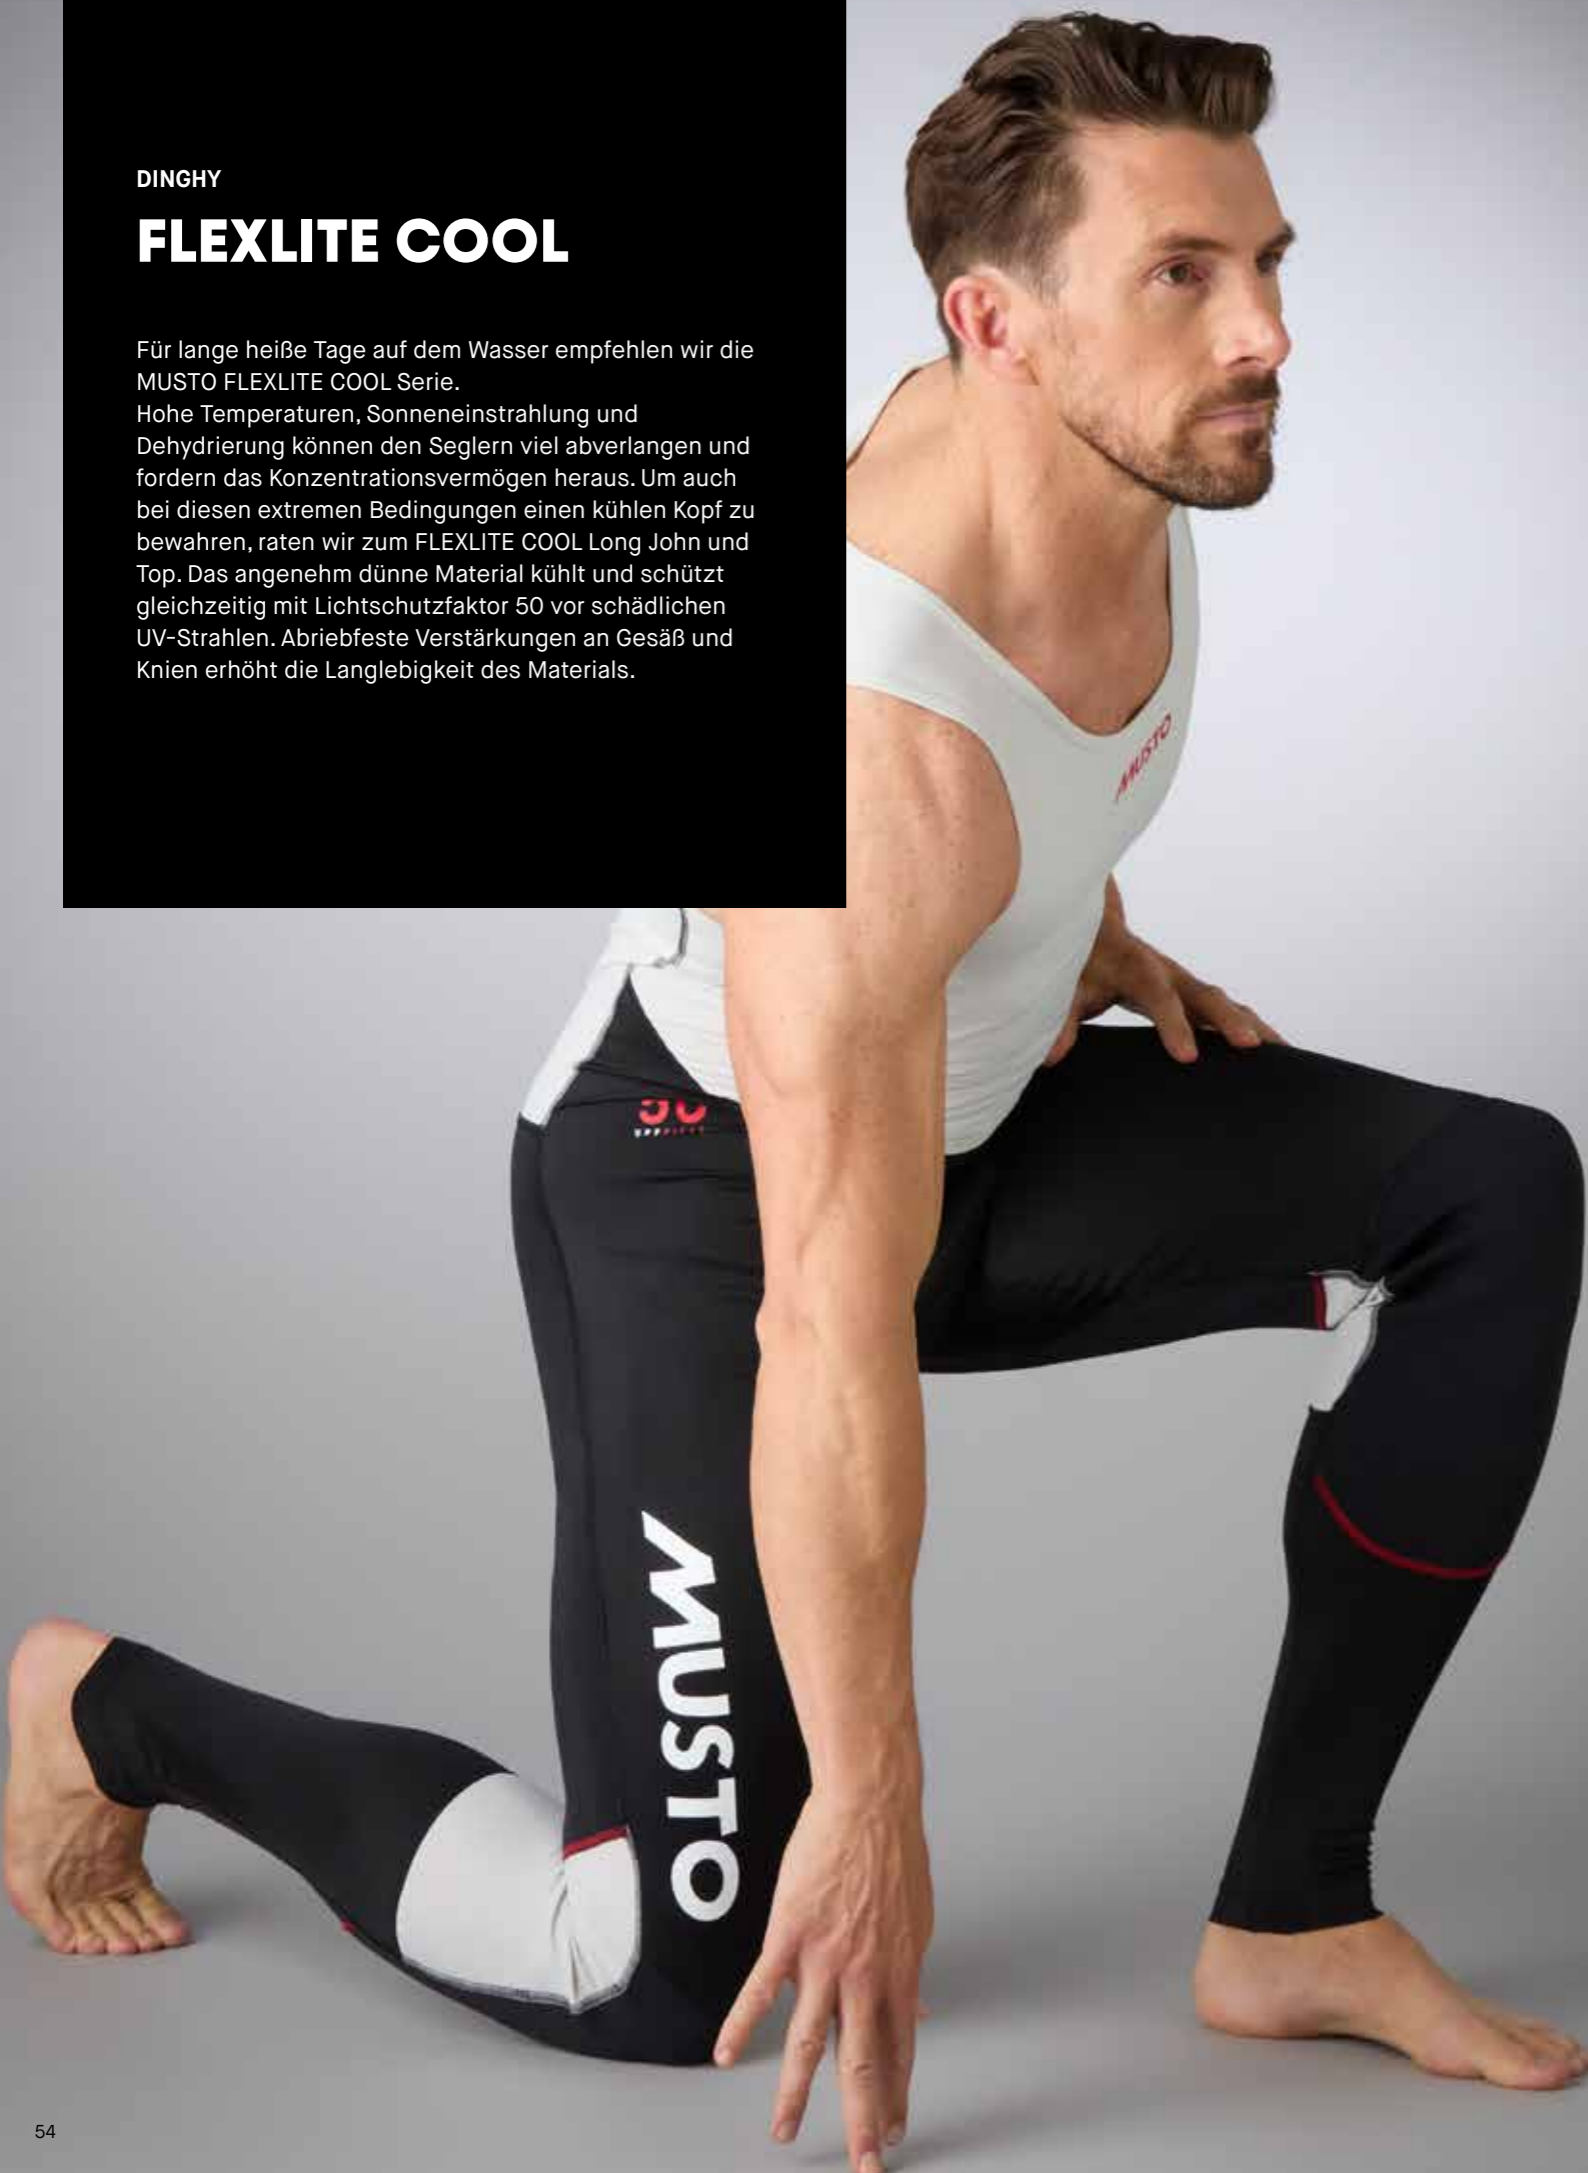 DINGHY
FLEXLITE COOL
Für lange heiße Tage auf dem Wasser empfehlen wir die
MUSTO FLEXLITE COOL Serie.
Hohe Temperaturen, Sonneneinstrahlung und
Dehydrierung können den Seglern viel abverlangen und
fordern das Konzentrationsvermögen heraus. Um auch
bei diesen extremen Bedingungen einen kühlen Kopf zu
bewahren, raten wir zum FLEXLITE COOL Long John und
Top. Das angenehm dünne Material kühlt und schützt
gleichzeitig mit Lichtschutzfaktor 50 vor schädlichen
UV-Strahlen. Abriebfeste Verstärkungen an Gesäß und
Knien erhöht die Langlebigkeit des Materials.
MUSTO
MUSTO
54